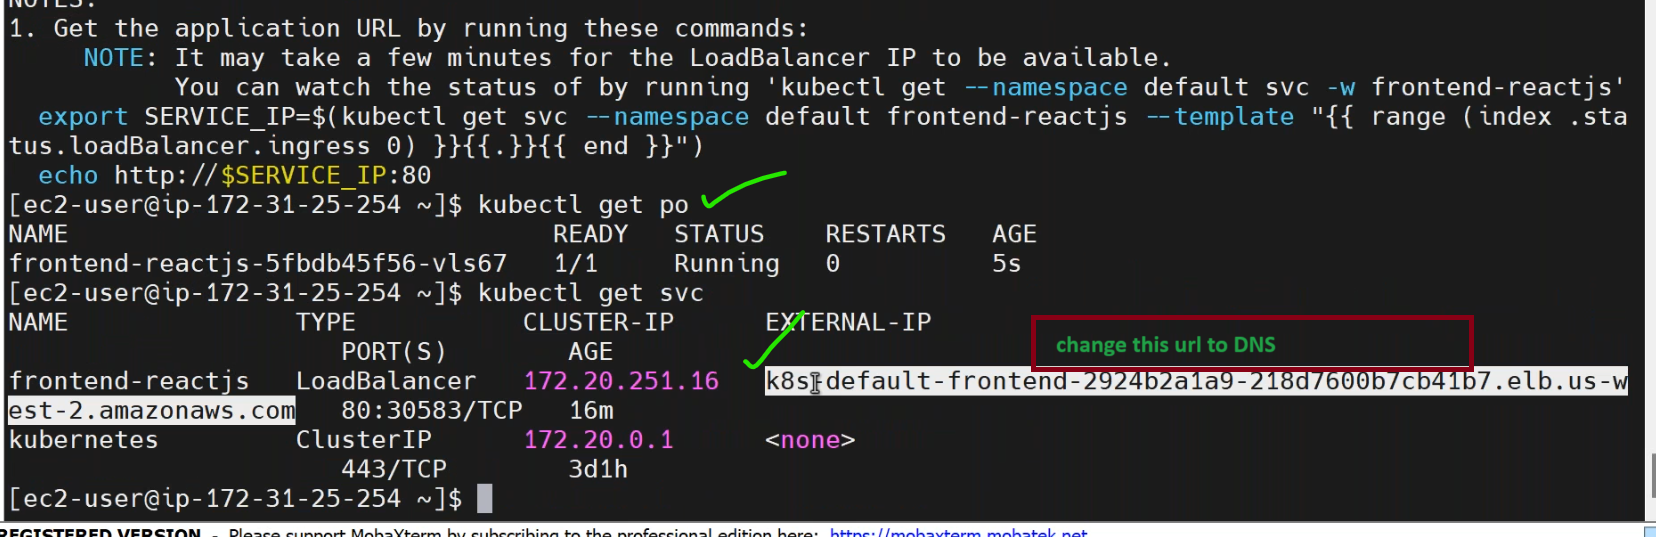 NOTES:
1. Get the application URL by running these commands:
NOTE: It may take a few minutes for the LoadBalancer IP to be available.
You can watch the status of by running 'kubectl get --namespace default svc -w frontend-reactjs'
export SERVICE_IP=$(kubectl get svc --namespace default frontend-reactjs --template "{{ range (index .sta
tus.loadBalancer.ingress 0) }}{{.}}{{ end }}")
echo http://$SERVICE_IP:80
[ec2-user@ip-172-31-25-254 ~]$ kubectl get po
NAME READY STATUS RESTARTS AGE
frontend-reactjs-5fbdb45f56-vls67 1/1 Running 0 5s
[ec2-user@ip-172-31-25-254 ~]$ kubectl get svc
NAME TYPE CLUSTER-IP EXTERNAL-IP
PORT(S) AGE
change this url to DNS
frontend-reactjs LoadBalancer 172.20.251.16 k8s-default-frontend-2924b2a1a9-218d7600b7cb41b7.elb.us-w
est-2.amazonaws.com 80:30583/TCP 16m
kubernetes ClusterIP 172.20.0.1 <none>
443/TCP 3d1h
[ec2-user@ip-172-31-25-254 ~]$
REGISTERED VERSION - Please support MobaXterm by subscribing to the professional edition here: https://mobaxterm.mobatek.net